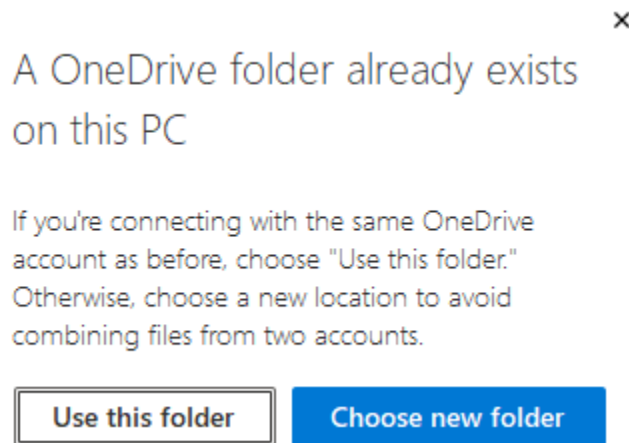 A OneDrive folder already exists
on this PC
If you're connecting with the same OneDrive
account as before, choose "Use this folder."
Otherwise, choose a new location to avoid
combining files from two accounts.
Use this folder
Choose new folder